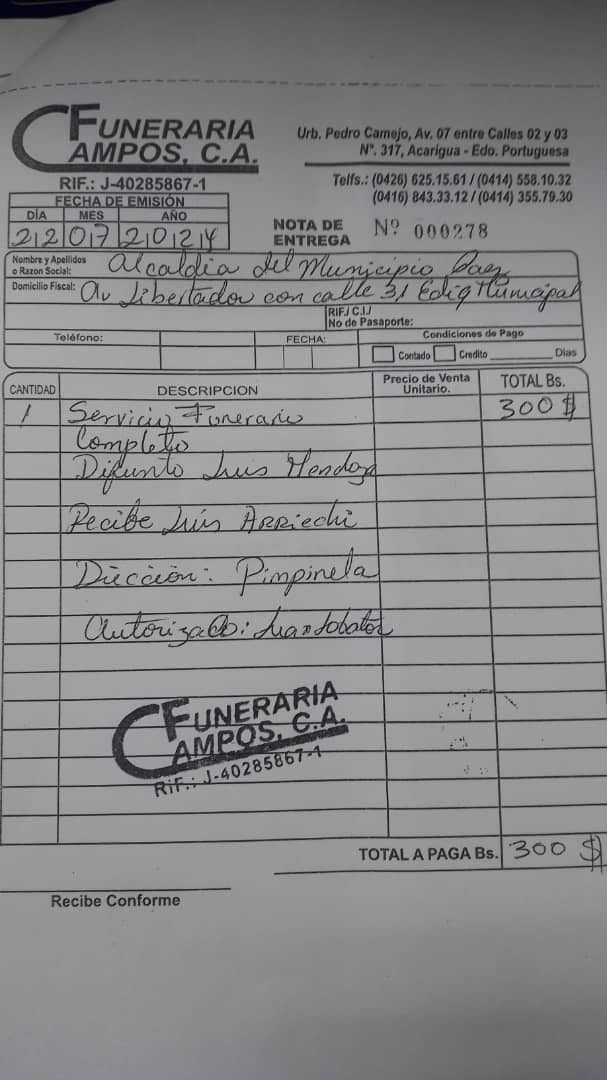 FUNERARIA
CAMPOS, C.A.
RIF.: J-40285867-1
Urb. Pedro Camejo, Av. 07 entre Calles 02 y 03
Nº. 317, Acarigua - Edo. Portuguesa
Telfs.: (0426) 625.15.61 / (0414) 558.10.32
(0416) 843.33.12 / (0414) 355.79.30
FECHA DE EMISIÓN
DÍA MES AÑO
22 07 2024
NOTA DE ENTREGA Nº 000278
Nombre y Apellidos o Razon Social: Alcaldia del Municipio Paez
Domicilio Fiscal: Av Libertador con calle 31 Edig Municipal
RIF./ C.I./
No de Pasaporte:
Teléfono: FECHA: Condiciones de Pago
Contado Credito Dias
CANTIDAD DESCRIPCION Precio de Venta Unitario. TOTAL Bs.
1 Servicio Funerario 300 $
Completo
Difunto Luis Mendoza
Recibe Luis ARRiechi
Dirección: Pimpinela
Autorizado:
FUNERARIA
CAMPOS, C.A.
RIF.: J-40285867-1
TOTAL A PAGA Bs. 300 $
Recibe Conforme